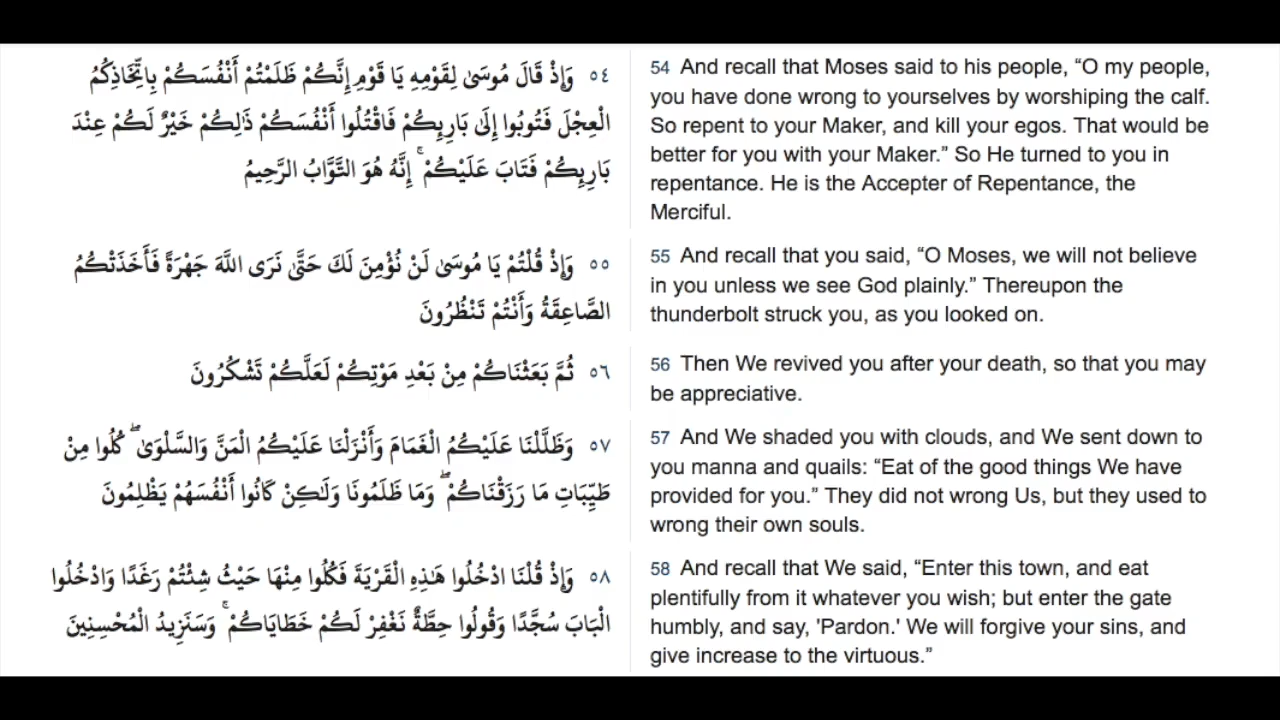 ٥٤ وَإِذْ قَالَ مُوسَىٰ لِقَوْمِهِ يَا قَوْمِ إِنَّكُمْ ظَلَمْتُمْ أَنْفُسَكُمْ بِاتِّخَاذِكُمُ
الْعِجْلَ فَتُوبُوا إِلَىٰ بَارِئِكُمْ فَاقْتُلُوا أَنْفُسَكُمْ ذَٰلِكُمْ خَيْرٌ لَكُمْ عِنْدَ
بَارِئِكُمْ فَتَابَ عَلَيْكُمْ ۚ إِنَّهُ هُوَ التَّوَّابُ الرَّحِيمُ
54 And recall that Moses said to his people, “O my people,
you have done wrong to yourselves by worshiping the calf.
So repent to your Maker, and kill your egos. That would be
better for you with your Maker.” So He turned to you in
repentance. He is the Accepter of Repentance, the
Merciful.
٥٥ وَإِذْ قُلْتُمْ يَا مُوسَىٰ لَنْ نُؤْمِنَ لَكَ حَتَّىٰ نَرَى اللَّهَ جَهْرَةً فَأَخَذَتْكُمُ
الصَّاعِقَةُ وَأَنْتُمْ تَنْظُرُونَ
55 And recall that you said, “O Moses, we will not believe
in you unless we see God plainly.” Thereupon the
thunderbolt struck you, as you looked on.
٥٦ ثُمَّ بَعَثْنَاكُمْ مِنْ بَعْدِ مَوْتِكُمْ لَعَلَّكُمْ تَشْكُرُونَ
56 Then We revived you after your death, so that you may
be appreciative.
٥٧ وَظَلَّلْنَا عَلَيْكُمُ الْغَمَامَ وَأَنْزَلْنَا عَلَيْكُمُ الْمَنَّ وَالسَّلْوَىٰ ۖ كُلُوا مِنْ
طَيِّبَاتِ مَا رَزَقْنَاكُمْ ۖ وَمَا ظَلَمُونَا وَلَٰكِنْ كَانُوا أَنْفُسَهُمْ يَظْلِمُونَ
57 And We shaded you with clouds, and We sent down to
you manna and quails: “Eat of the good things We have
provided for you.” They did not wrong Us, but they used to
wrong their own souls.
٥٨ وَإِذْ قُلْنَا ادْخُلُوا هَٰذِهِ الْقَرْيَةَ فَكُلُوا مِنْهَا حَيْثُ شِئْتُمْ رَغَدًا وَادْخُلُوا
الْبَابَ سُجَّدًا وَقُولُوا حِطَّةٌ نَغْفِرْ لَكُمْ خَطَايَاكُمْ ۚ وَسَنَزِيدُ الْمُحْسِنِينَ
58 And recall that We said, “Enter this town, and eat
plentifully from it whatever you wish; but enter the gate
humbly, and say, 'Pardon.' We will forgive your sins, and
give increase to the virtuous.”